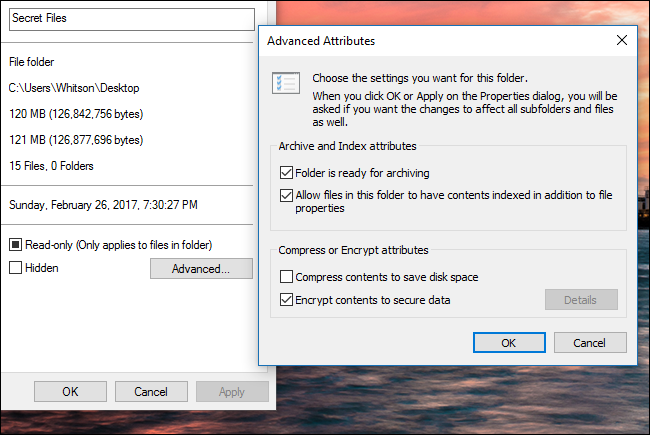 Secret Files
File folder
C:\Users\Whitson\Desktop
120 MB (126,842,756 bytes)
121 MB (126,877,696 bytes)
15 Files, 0 Folders
Sunday, February 26, 2017, 7:30:27 PM
Read-only (Only applies to files in folder)
Hidden
Advanced...
OK
Cancel
Apply
Advanced Attributes
Choose the settings you want for this folder.
When you click OK or Apply on the Properties dialog, you will be
asked if you want the changes to affect all subfolders and files
as well.
Archive and Index attributes
Folder is ready for archiving
Allow files in this folder to have contents indexed in addition to file
properties
Compress or Encrypt attributes
Compress contents to save disk space
Encrypt contents to secure data
Details
OK
Cancel